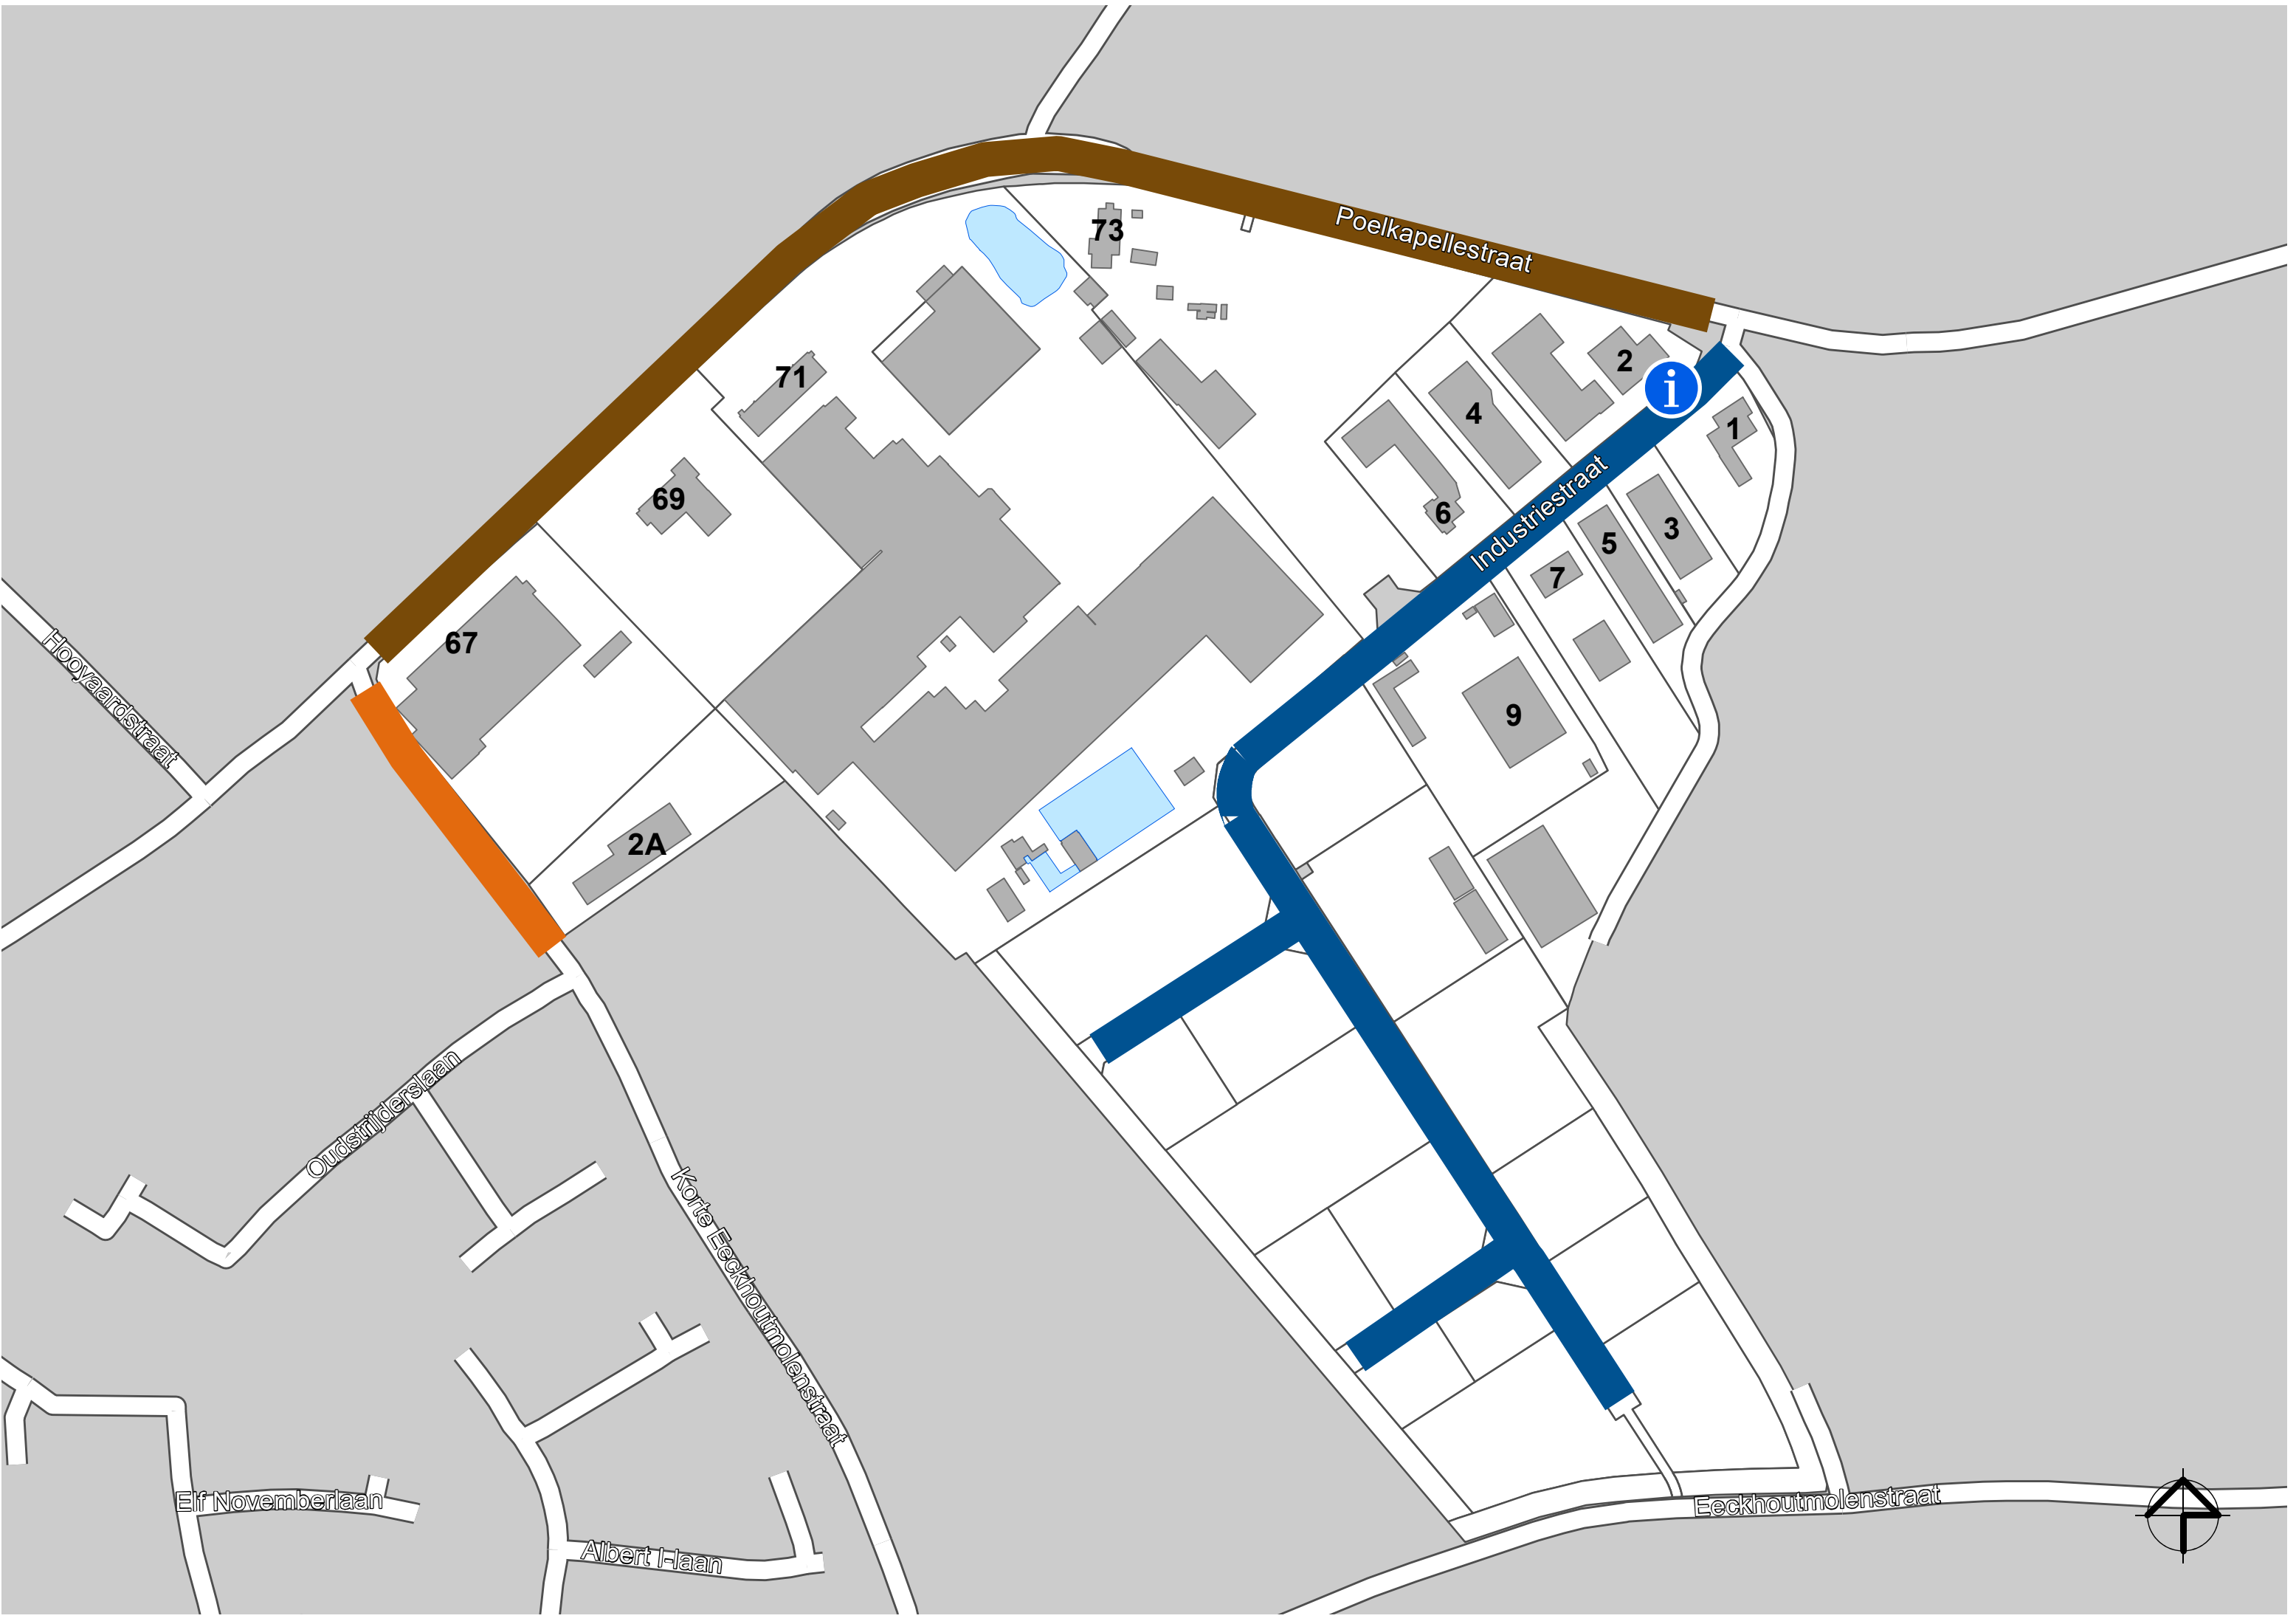 Poelkapellestraat
73
2
i
71
4
1
69
6
Industriestraat
3
5
7
67
Hooyaardstraat
9
2A
Oudstrijderslaan
Korte Eeckhoutmolenstraat
Elf Novemberlaan
Eeckhoutmolenstraat
Albert I-laan